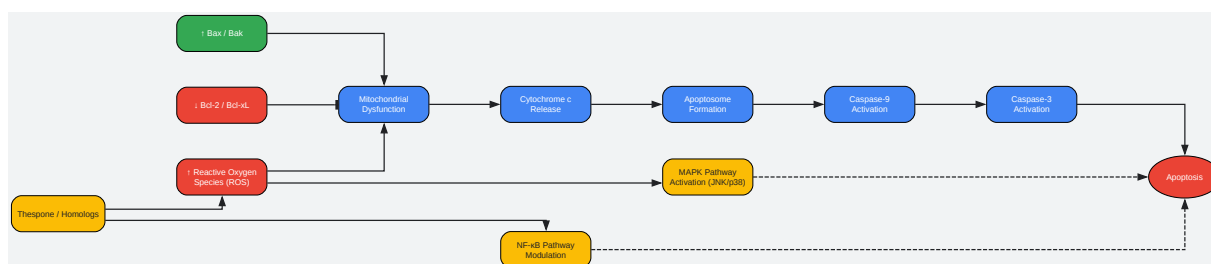 ↑ Bax / Bak
↓ Bcl-2 / Bcl-xL
Mitochondrial
Dysfunction
Cytochrome c
Release
Apoptosome
Formation
Caspase-9
Activation
Caspase-3
Activation
↑ Reactive Oxygen
Species (ROS)
MAPK Pathway
Activation (JNK/p38)
Apoptosis
Thespone / Homologs
NF-κB Pathway
Modulation